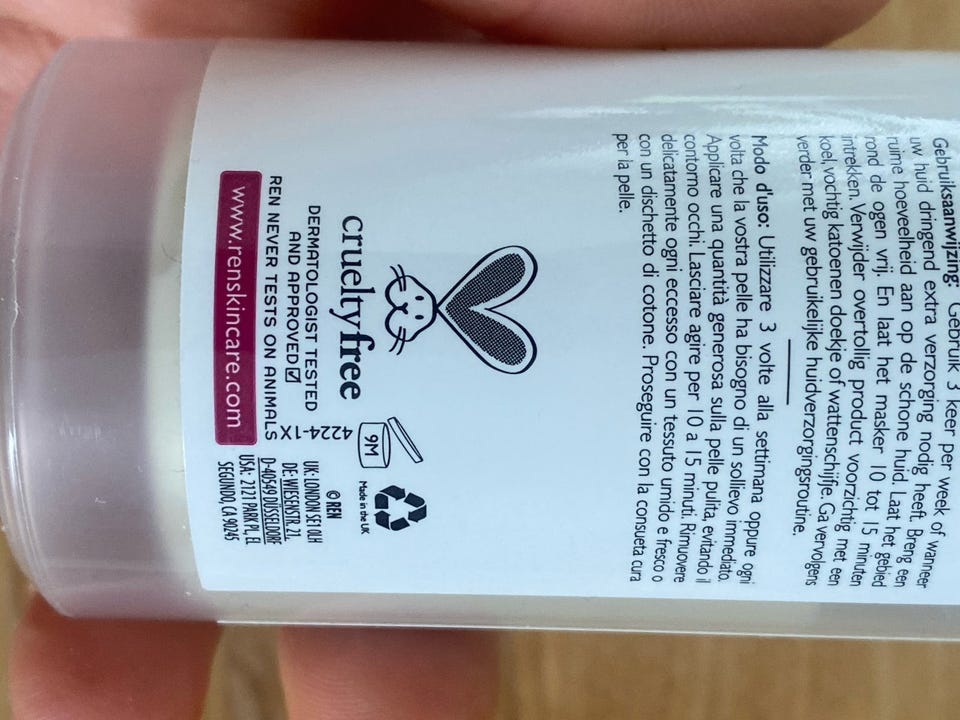 Gebruiksaanwijzing: Gebruik 3 keer per week of wanneer
uw huid dringend extra verzorging nodig heeft. Breng een
ruime hoeveelheid aan op de schone huid. Laat het gebied
rond de ogen vrij. En laat het masker 10 tot 15 minuten
intrekken. Verwijder overtollig product voorzichtig met een
koel, vochtig katoenen doekje of wattenschijfje. Ga vervolgens
verder met uw gebruikelijke huidverzorgingsroutine.
Modo d'uso: Utilizzare 3 volte alla settimana oppure ogni
volta che la vostra pelle ha bisogno di un sollievo immediato.
Applicare una quantità generosa sulla pelle pulita, evitando il
contorno occhi. Lasciare agire per 10 a 15 minuti. Rimuovere
delicatamente ogni eccesso con un tessuto umido e fresco o
con un dischetto di cotone. Proseguire con la consueta cura
per la pelle.
crueltyfree
DERMATOLOGIST TESTED
AND APPROVED
REN NEVER TESTS ON ANIMALS
www.renskincare.com
9M
4224-1X
Made in the UK
© REN
UK: LONDON SE1 0LH
DE: WIESENSTR. 21,
D-40549 DÜSSELDORF
USA: 2121 PARK PL, EL
SEGUNDO, CA 90245